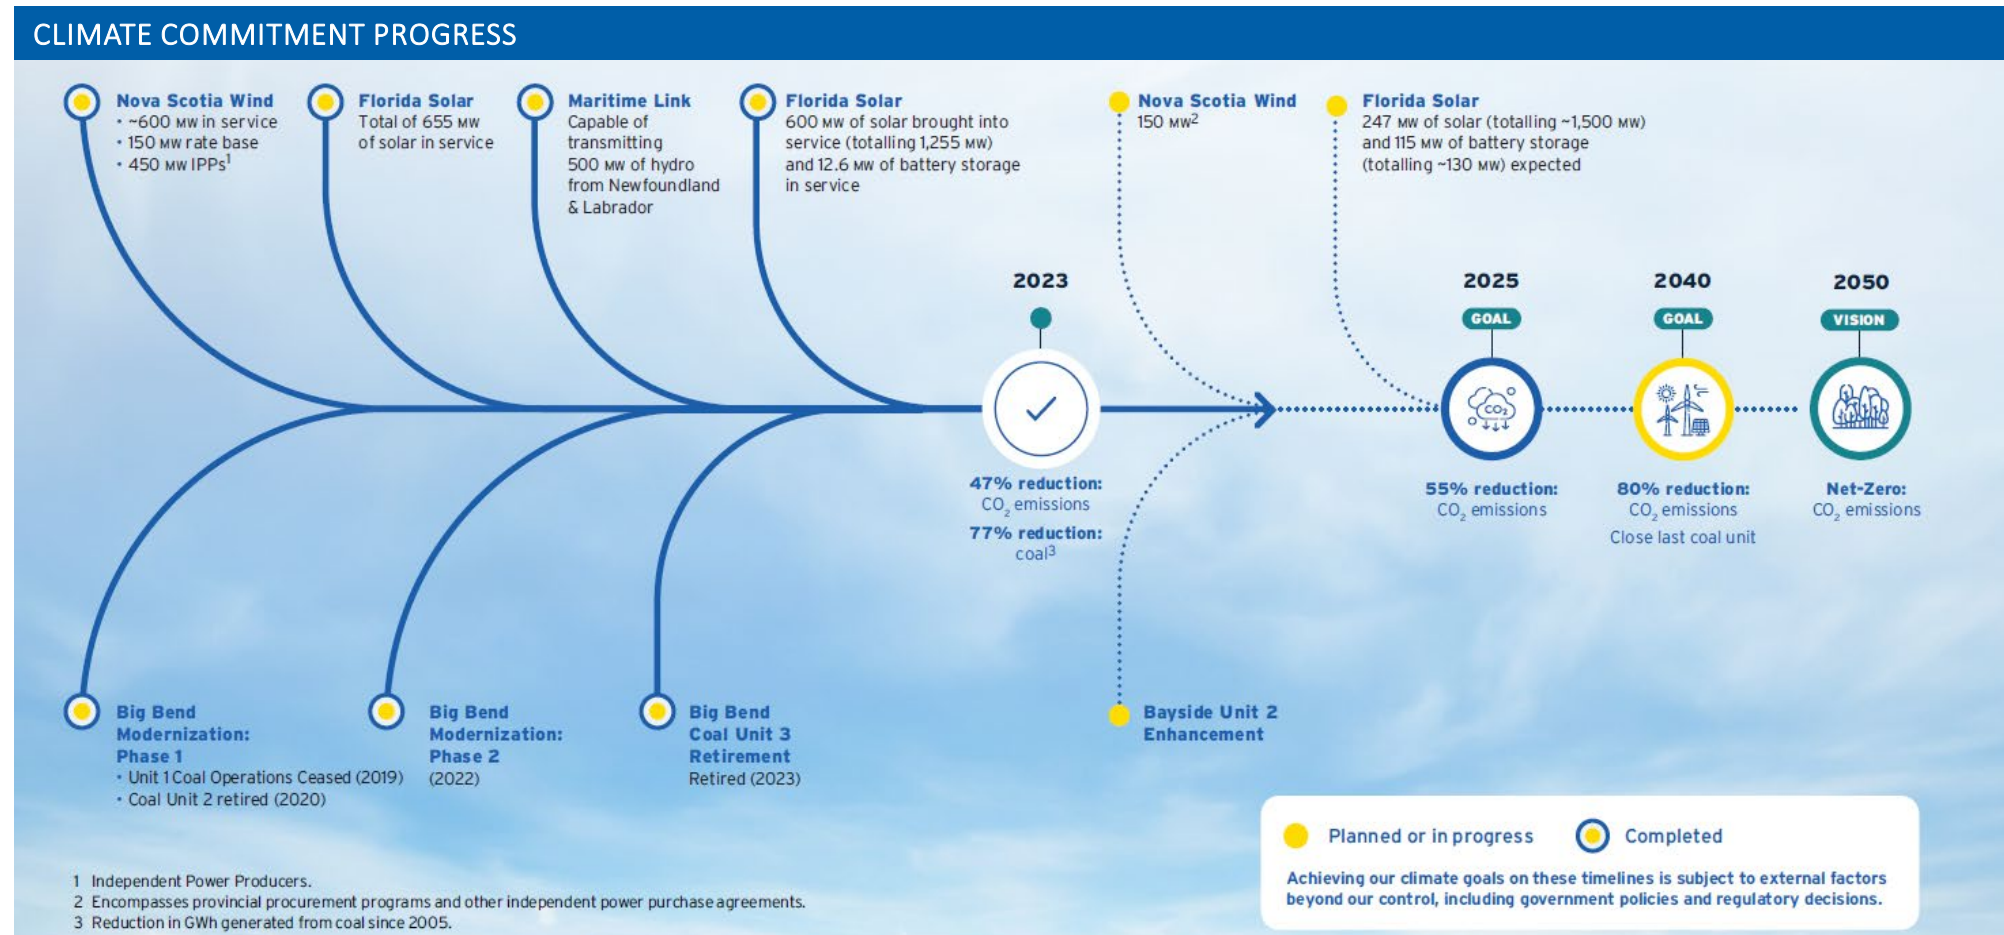 CLIMATE COMMITMENT PROGRESS
Nova Scotia Wind
• ~600 MW in service
• 150 MW rate base
• 450 MW IPPs1
Florida Solar
Total of 655 MW
of solar in service
Maritime Link
Capable of
transmitting
500 MW of hydro
from Newfoundland
& Labrador
Florida Solar
600 MW of solar brought into
service (totalling 1,255 MW)
and 12.6 MW of battery storage
in service
Nova Scotia Wind
150 MW2
Florida Solar
247 MW of solar (totalling ~1,500 MW)
and 115 MW of battery storage
(totalling ~130 MW) expected
2023
47% reduction:
CO2 emissions
77% reduction:
coal3
2025
GOAL
CO2
55% reduction:
CO2 emissions
2040
GOAL
80% reduction:
CO2 emissions
Close last coal unit
2050
VISION
Net-Zero:
CO2 emissions
Big Bend
Modernization:
Phase 1
• Unit 1 Coal Operations Ceased (2019)
• Coal Unit 2 retired (2020)
Big Bend
Modernization:
Phase 2
(2022)
Big Bend
Coal Unit 3
Retirement
Retired (2023)
Bayside Unit 2
Enhancement
Planned or in progress
Completed
Achieving our climate goals on these timelines is subject to external factors
beyond our control, including government policies and regulatory decisions.
1 Independent Power Producers.
2 Encompasses provincial procurement programs and other independent power purchase agreements.
3 Reduction in GWh generated from coal since 2005.